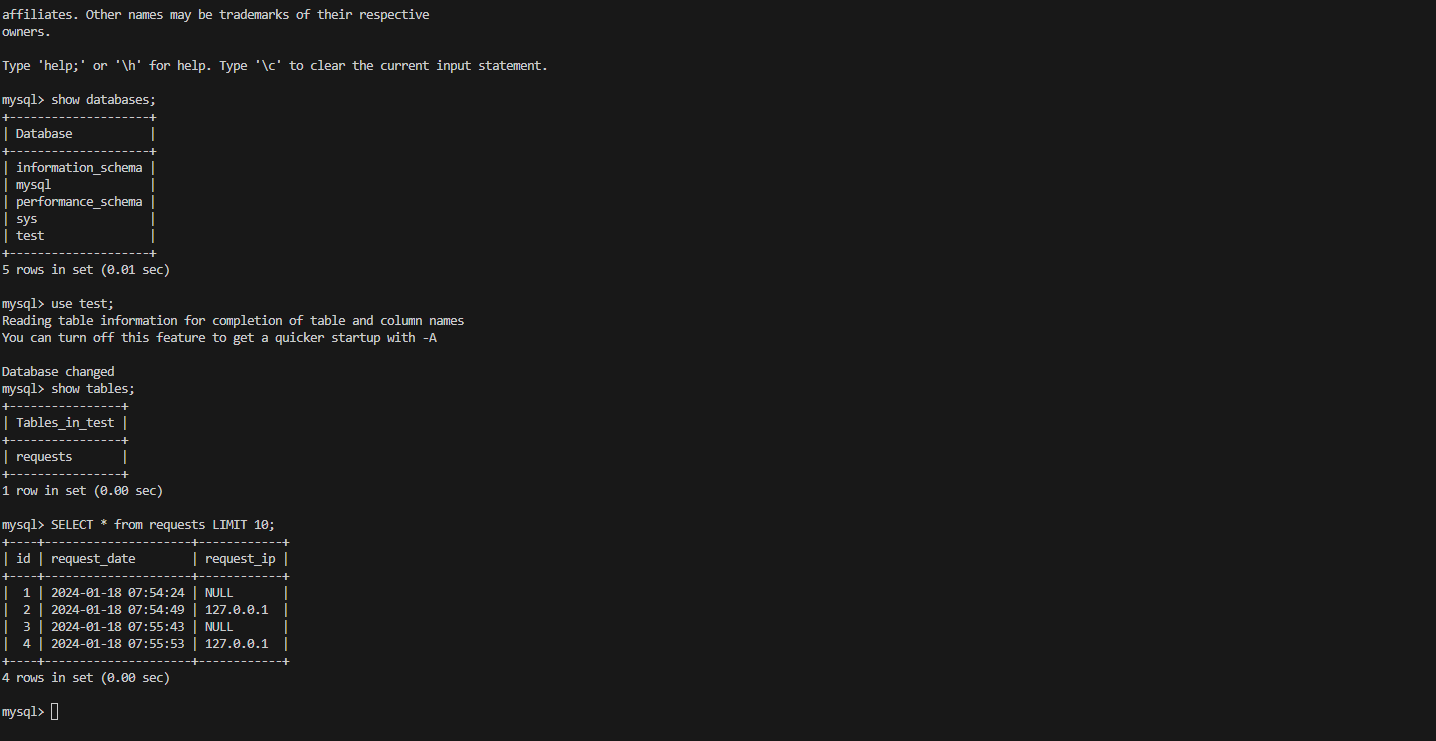 affiliates. Other names may be trademarks of their respective
owners.
Type 'help;' or '\h' for help. Type '\c' to clear the current input statement.
mysql> show databases;
+--------------------+
| Database           |
+--------------------+
| information_schema |
| mysql              |
| performance_schema |
| sys                |
| test               |
+--------------------+
5 rows in set (0.01 sec)
mysql> use test;
Reading table information for completion of table and column names
You can turn off this feature to get a quicker startup with -A
Database changed
mysql> show tables;
+----------------+
| Tables_in_test |
+----------------+
| requests       |
+----------------+
1 row in set (0.00 sec)
mysql> SELECT * from requests LIMIT 10;
+----+---------------------+------------+
| id | request_date        | request_ip |
+----+---------------------+------------+
|  1 | 2024-01-18 07:54:24 | NULL       |
|  2 | 2024-01-18 07:54:49 | 127.0.0.1  |
|  3 | 2024-01-18 07:55:43 | NULL       |
|  4 | 2024-01-18 07:55:53 | 127.0.0.1  |
+----+---------------------+------------+
4 rows in set (0.00 sec)
mysql>